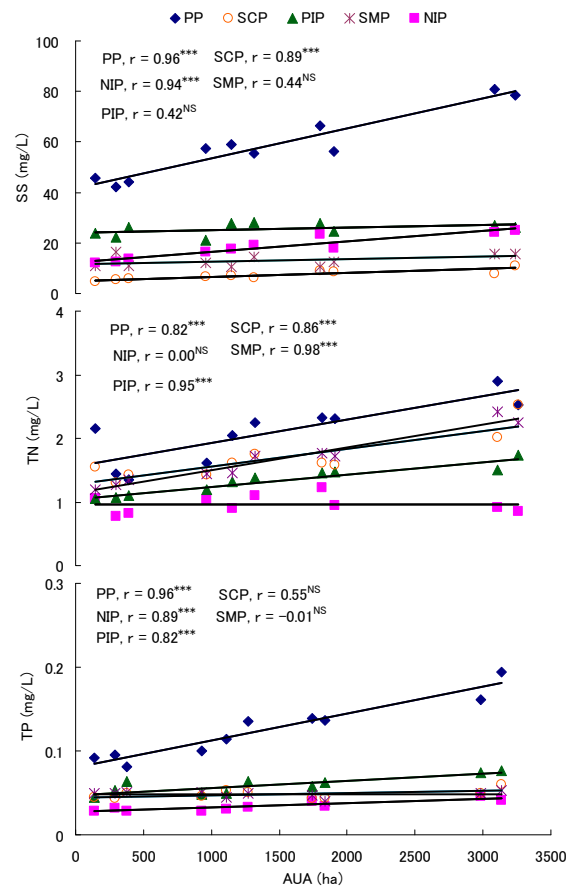 PP SCP PIP SMP NIP
100
80
60
40
20
0
SS (mg/L)
PP, r = 0.96*** SCP, r = 0.89***
NIP, r = 0.94*** SMP, r = 0.44NS
PIP, r = 0.42NS
4
3
2
1
0
TN (mg/L)
PP, r = 0.82*** SCP, r = 0.86***
NIP, r = 0.00NS SMP, r = 0.98***
PIP, r = 0.95***
0.3
0.2
0.1
0
TP (mg/L)
PP, r = 0.96*** SCP, r = 0.55NS
NIP, r = 0.89*** SMP, r = -0.01NS
PIP, r = 0.82***
0 500 1000 1500 2000 2500 3000 3500
AUA (ha)